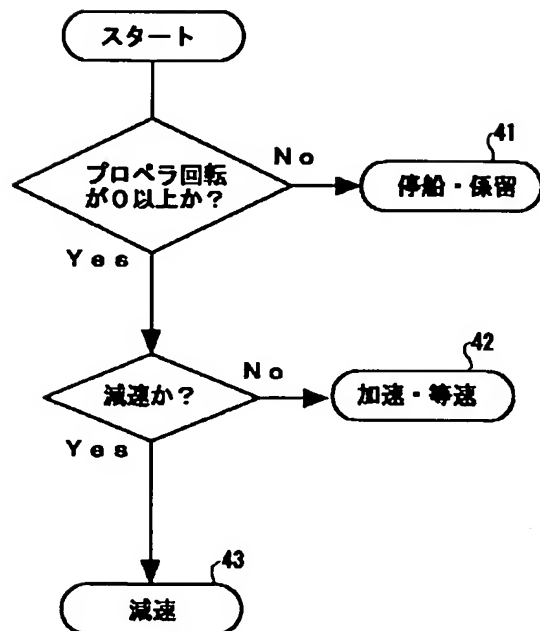 スタート
プロペラ回転
が0以上か？
No
41
停船・係留
Yes
減速か？
No
42
加速・等速
Yes
43
減速